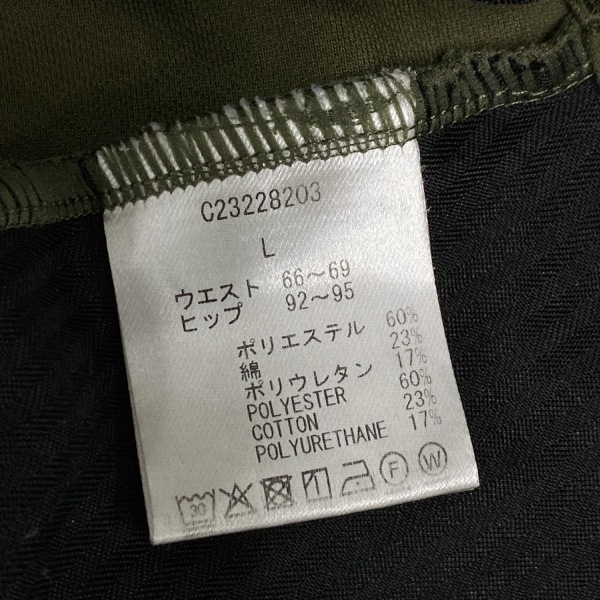 C23228203
L
ウエスト 66～69
ヒップ 92～95
ポリエステル 60%
綿 23%
ポリウレタン 17%
POLYESTER 60%
COTTON 23%
POLYURETHANE 17%
30
F
W